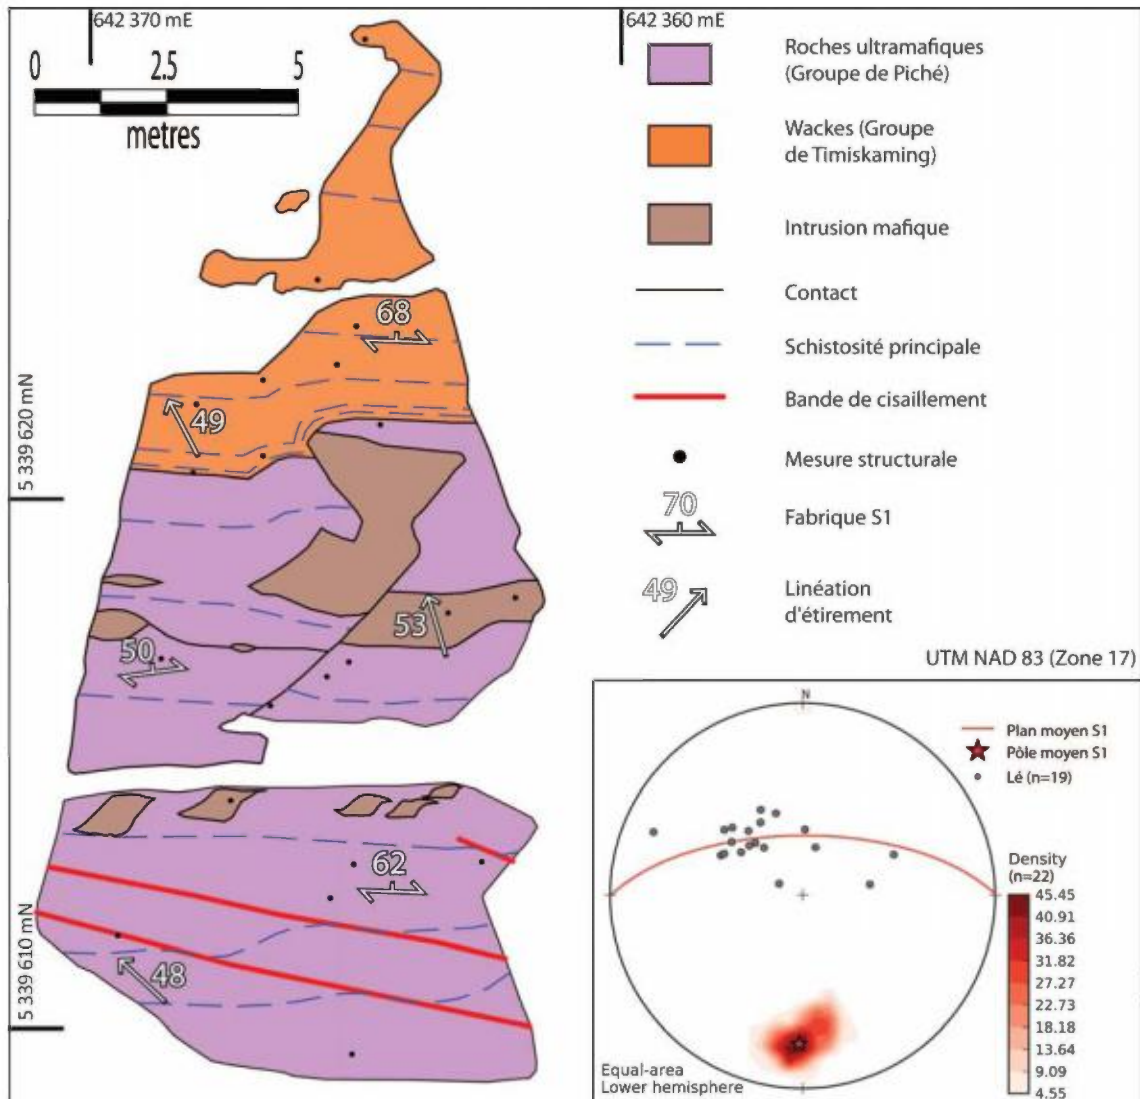 642 370 mE
642 360 mE
0 2.5 5
metres
5 339 620 mN
5 339 610 mN
68
49
50
53
62
48
Roches ultramafiques
(Groupe de Piché)
Wackes (Groupe
de Timiskaming)
Intrusion mafique
Contact
Schistosité principale
Bande de cisaillement
Mesure structurale
70
Fabrique S1
49
Linéation
d'étirement
UTM NAD 83 (Zone 17)
N
Plan moyen S1
Pôle moyen S1
Lé (n=19)
Density
(n=22)
45.45
40.91
36.36
31.82
27.27
22.73
18.18
13.64
9.09
4.55
Equal-area
Lower hemisphere